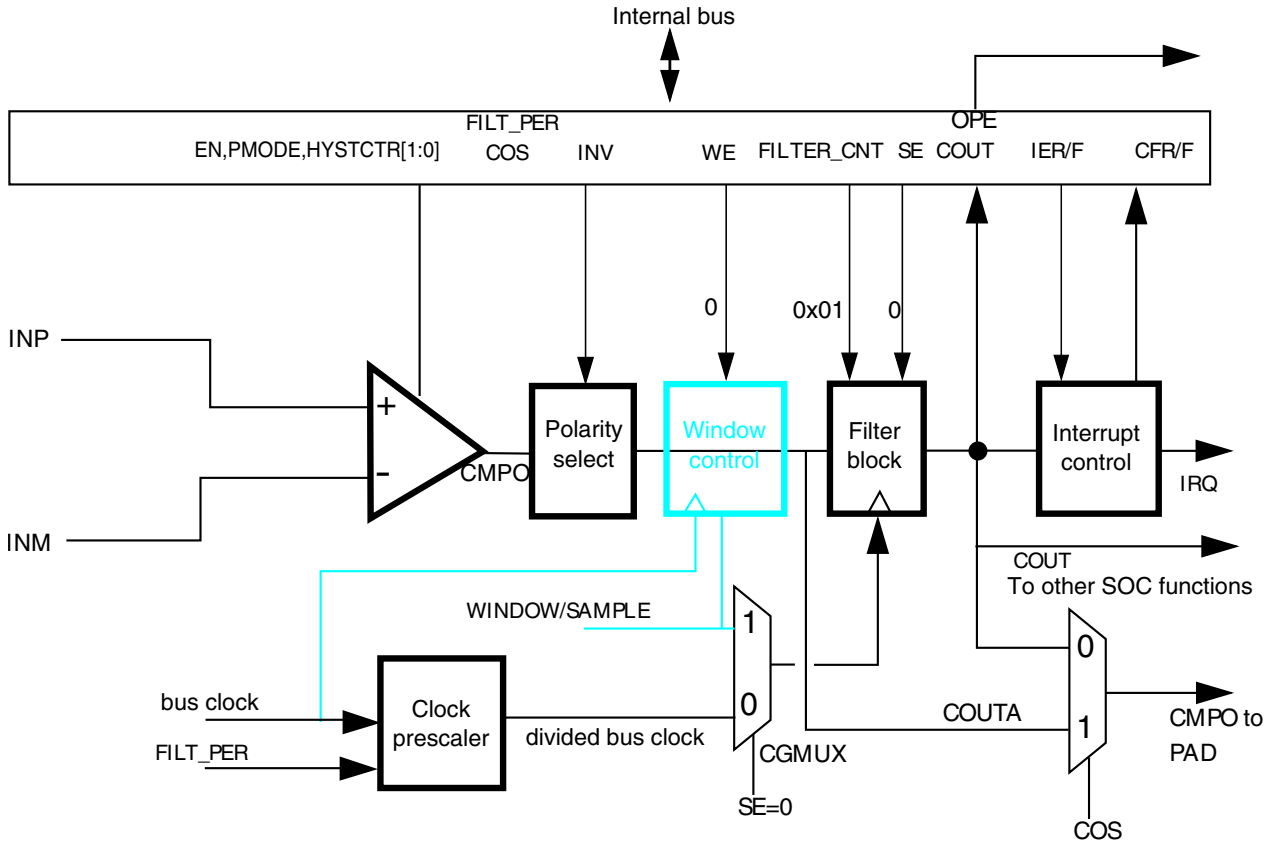 Internal bus
FILT_PER
OPE
EN,PMODE,HYSTCTR[1:0]
COS
INV
WE
FILTER_CNT
SE
COUT
IER/F
CFR/F
0
0x01
0
INP
+
-
INM
CMPO
Polarity
select
Window
control
Filter
block
Interrupt
control
IRQ
COUT
To other SOC functions
WINDOW/SAMPLE
1
0
0
1
bus clock
FILT_PER
Clock
prescaler
divided bus clock
CGMUX
SE=0
COUTA
CMPO to
PAD
COS